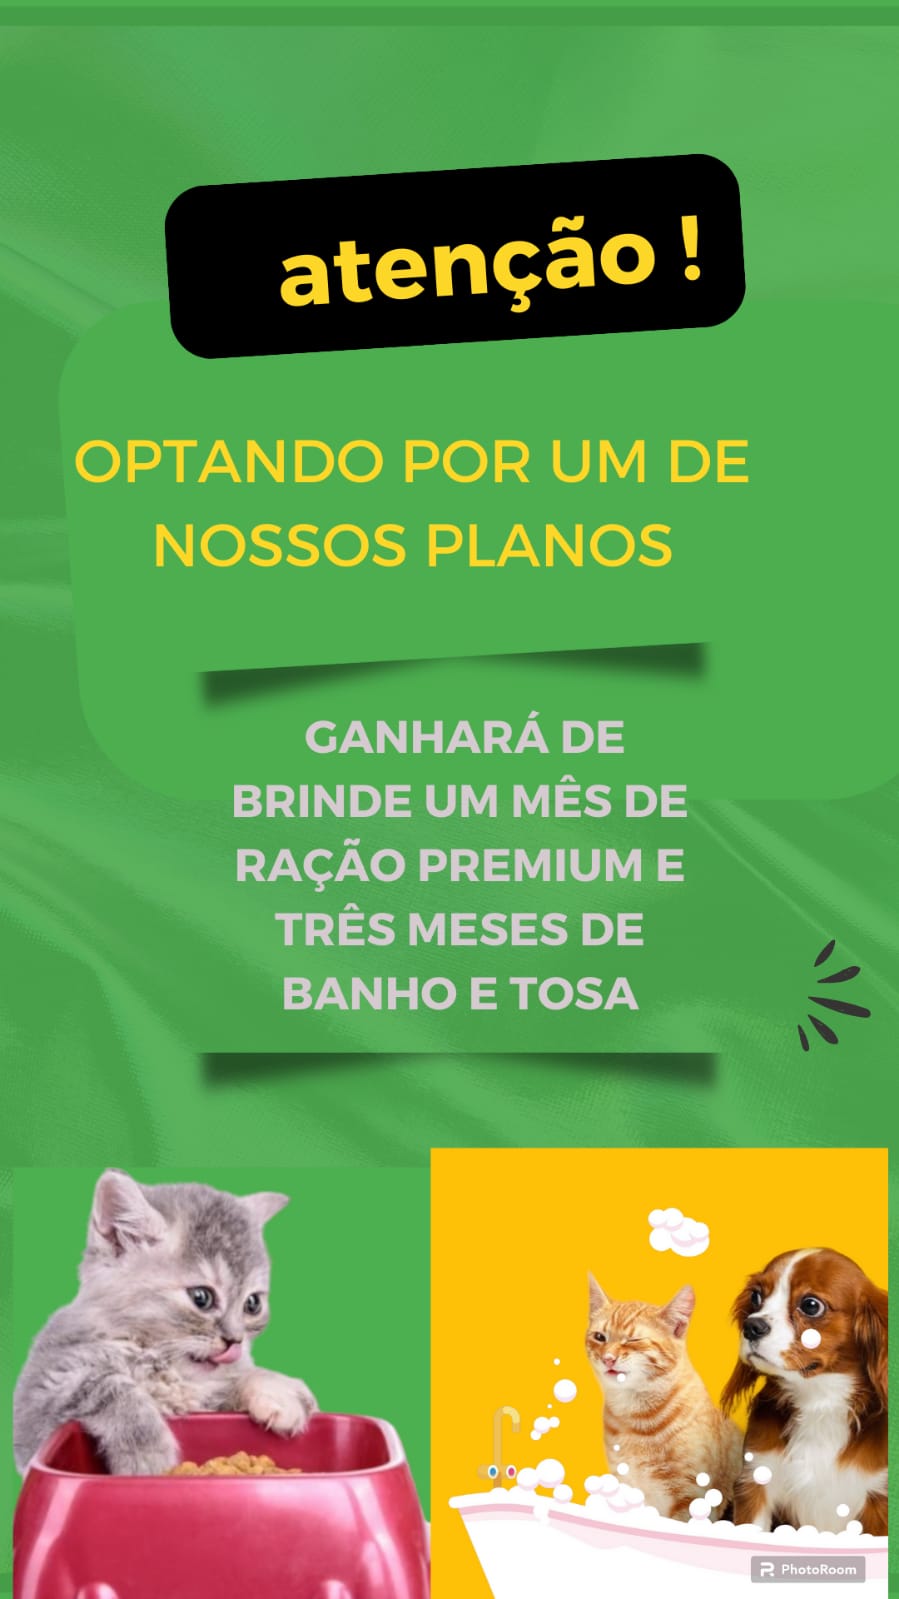 atenção !
OPTANDO POR UM DE
NOSSOS PLANOS
GANHARÁ DE
BRINDE UM MÊS DE
RAÇÃO PREMIUM E
TRÊS MESES DE
BANHO E TOSA
PhotoRoom